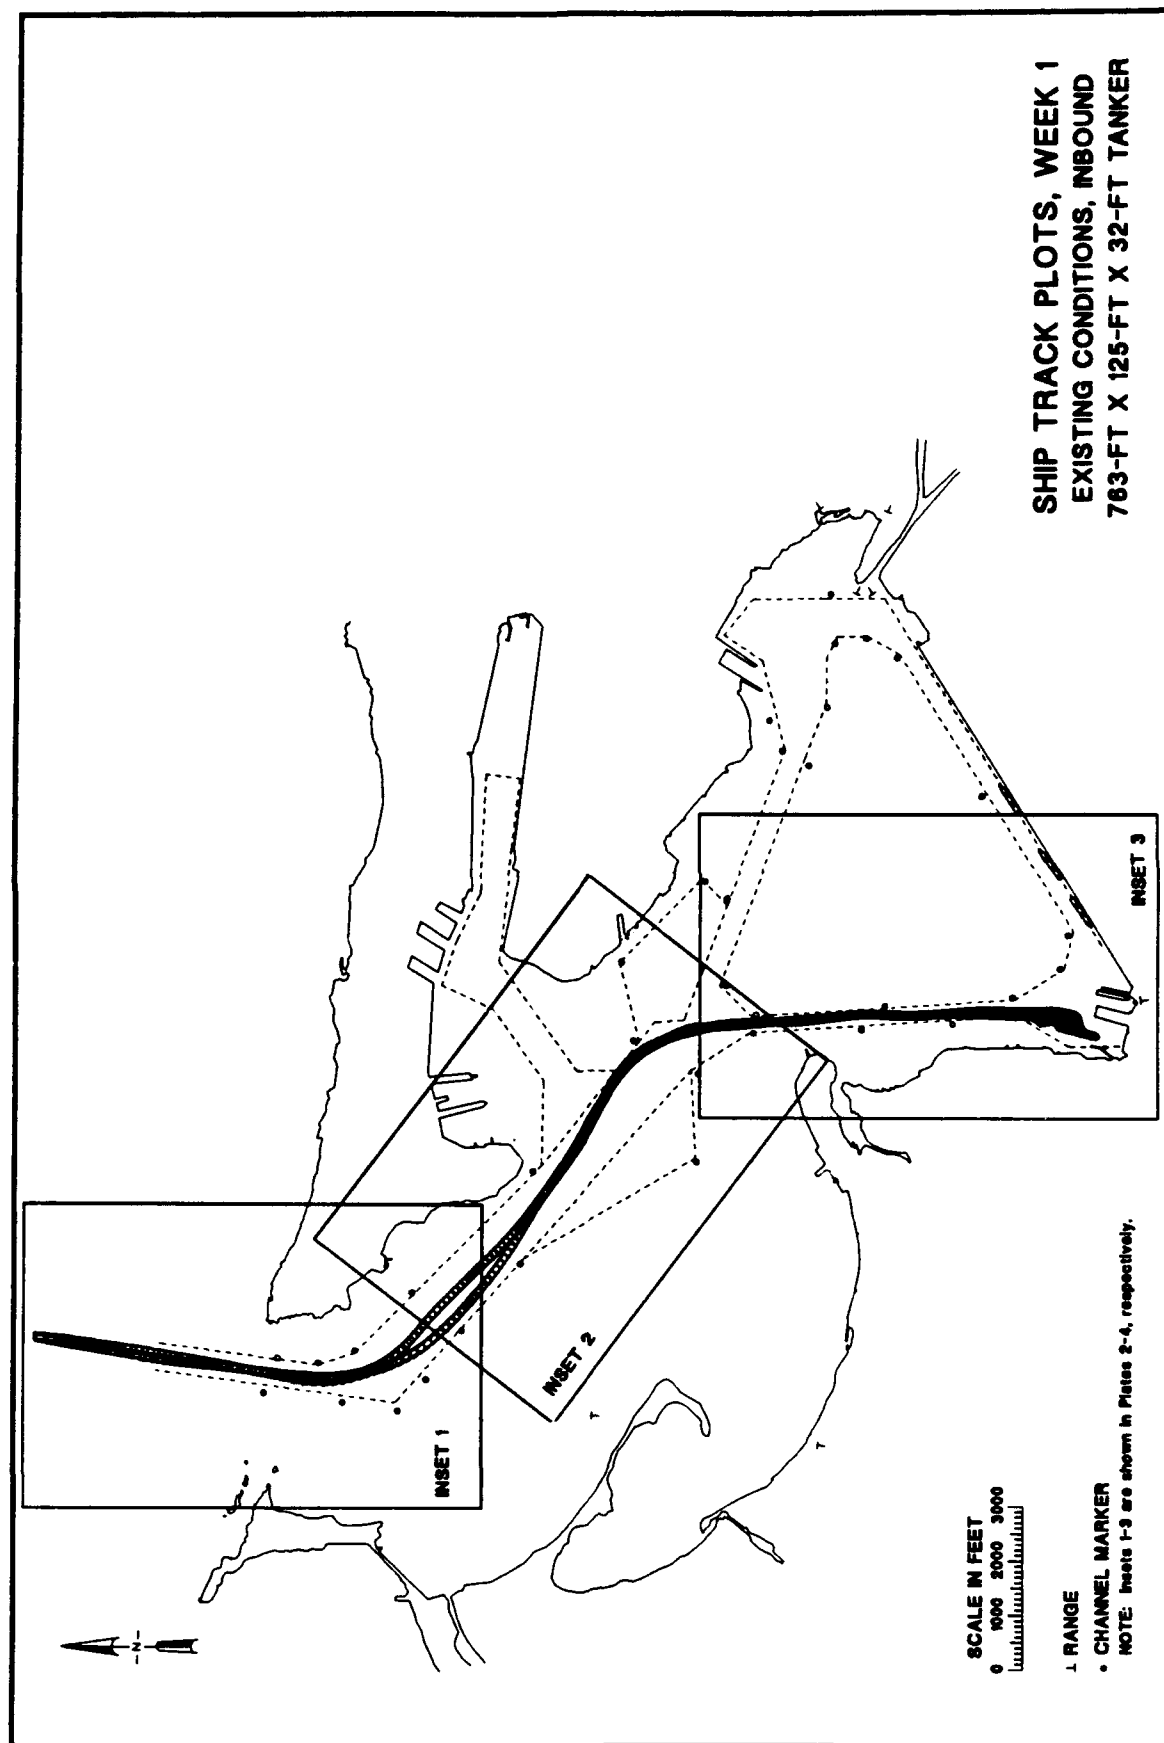 SHIP TRACK PLOTS, WEEK 1
EXISTING CONDITIONS, INBOUND
763-FT X 125-FT X 32-FT TANKER
INSET 1
INSET 2
INSET 3
N
SCALE IN FEET
0 1000 2000 3000
⊥ RANGE
• CHANNEL MARKER
NOTE: Insets 1-3 are shown in Plates 2-4, respectively.